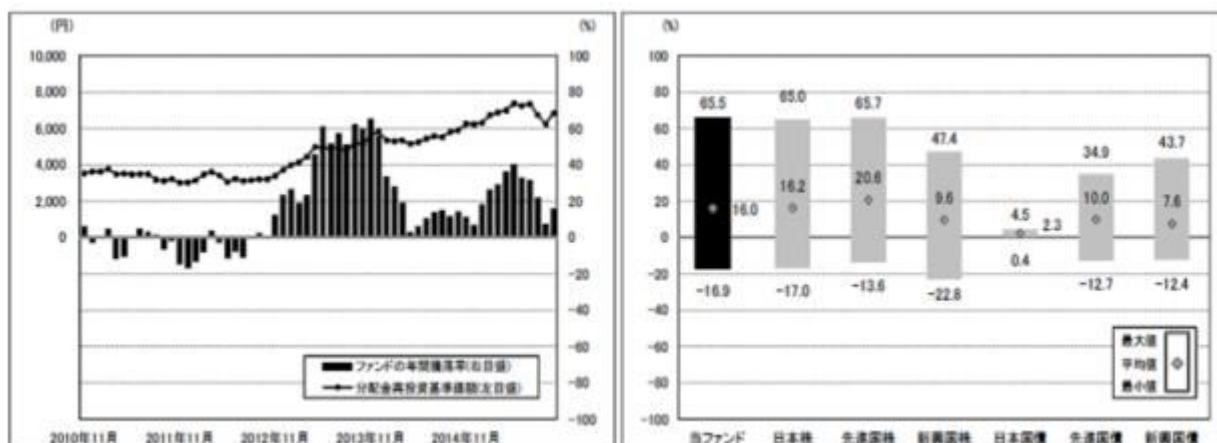 (円)
(%)
10,000
8,000
6,000
4,000
2,000
0
100
80
60
40
20
0
-20
-40
-60
-80
-100
ファンドの年間騰落率(右目盛)
分配金再投資基準価額(左目盛)
2010年11月 2011年11月 2012年11月 2013年11月 2014年11月
(%)
100
80
60
40
20
0
-20
-40
-60
-80
-100
65.5 65.0 65.7 47.4 4.5 34.9 43.7
16.0 16.2 20.6 9.6 2.3 10.0 7.6
-16.9 -17.0 -13.6 -22.8 0.4 -12.7 -12.4
最大値
平均値
最小値
当ファンド 日本株 先進国株 新興国株 日本国債 先進国債 新興国債